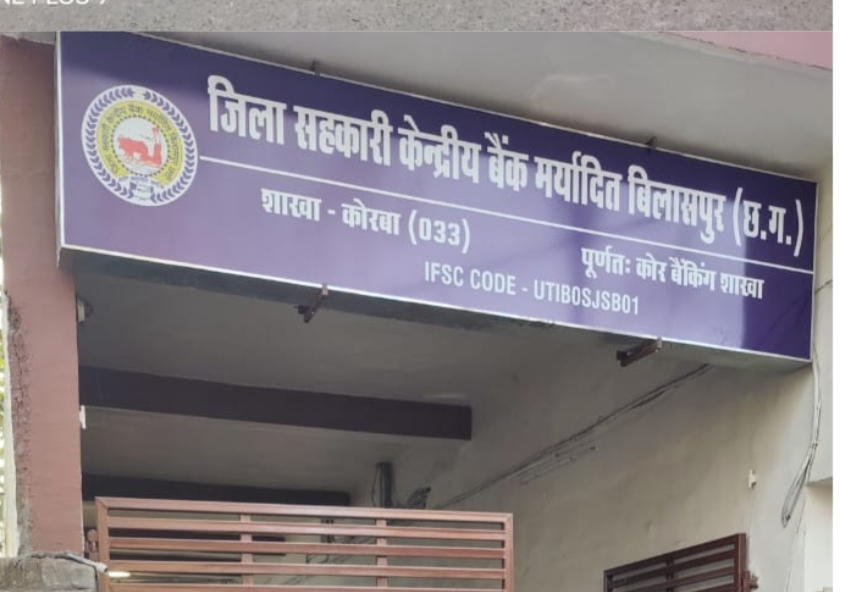 जिला सहकारी केन्द्रीय बैंक मर्यादित बिलासपुर (छ.ग.)
शाखा - कोरबा (033)
पूर्णतः कोर बैंकिंग शाखा
IFSC CODE - UTIB0SJSB01